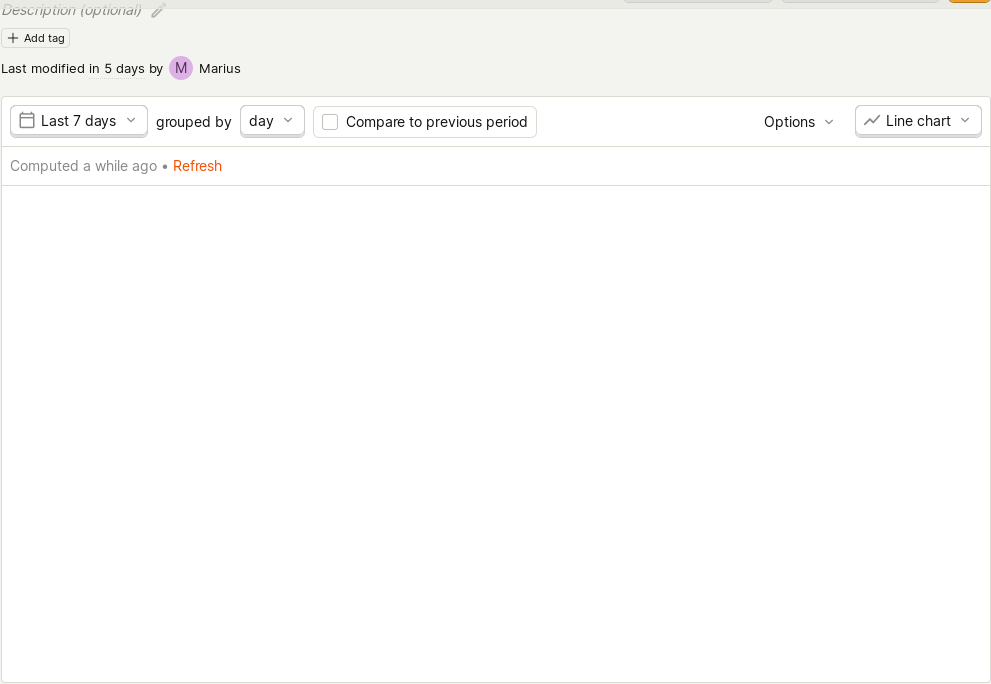 Description (optional)
Add tag
Last modified in 5 days by M Marius
Last 7 days grouped by day Compare to previous period Options Line chart
Computed a while ago • Refresh